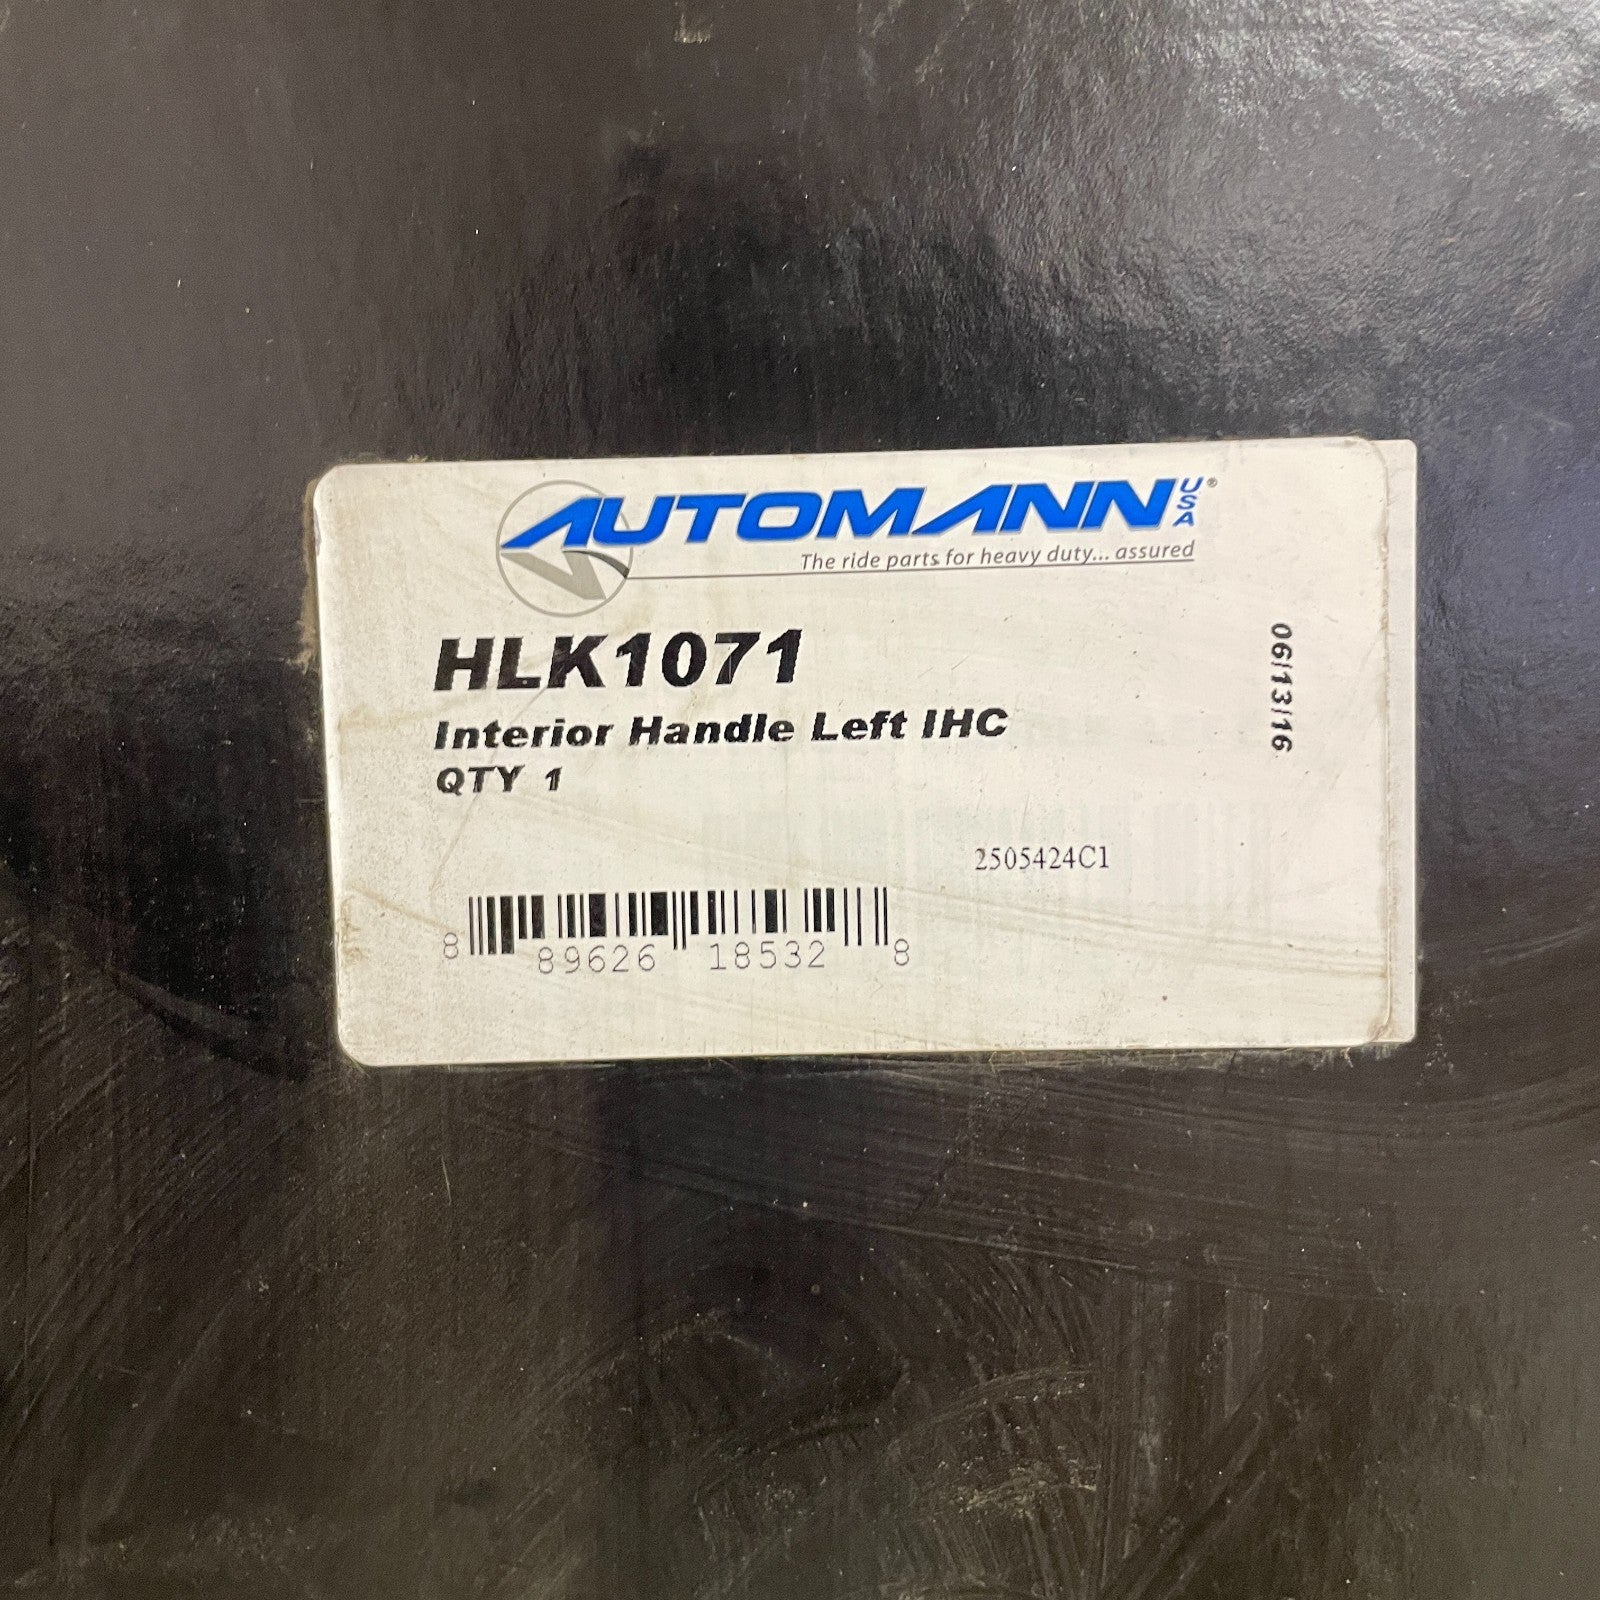 AUTOMANN USA®
The ride parts for heavy duty... assured
HLK1071
Interior Handle Left IHC
QTY 1
06/13/16
2505424C1
8 89626 18532 8